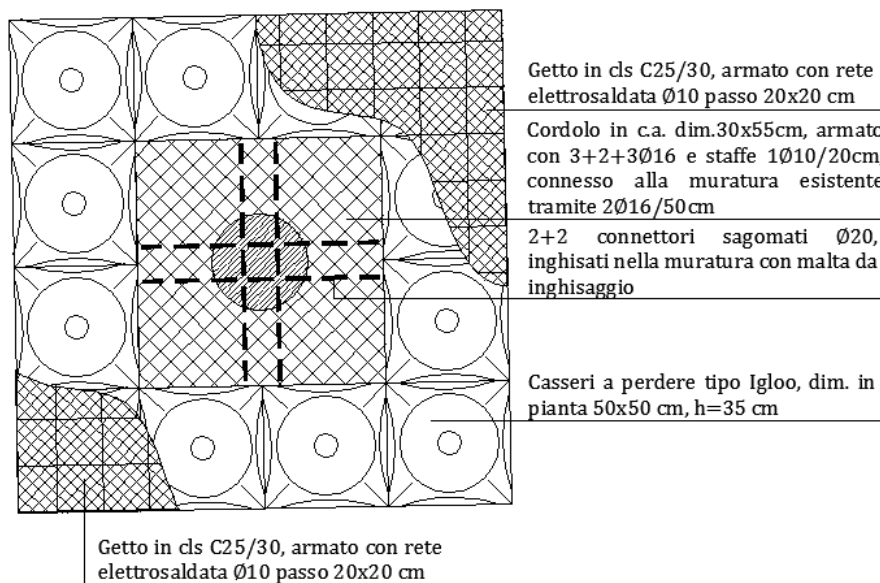 Getto in cls C25/30, armato con rete
elettrosaldata Ø10 passo 20x20 cm
Cordolo in c.a. dim.30x55cm, armato
con 3+2+3Ø16 e staffe 1Ø10/20cm,
connesso alla muratura esistente
tramite 2Ø16/50cm
2+2 connettori sagomati Ø20,
inghisati nella muratura con malta da
inghisaggio
Casseri a perdere tipo Igloo, dim. in
pianta 50x50 cm, h=35 cm
Getto in cls C25/30, armato con rete
elettrosaldata Ø10 passo 20x20 cm